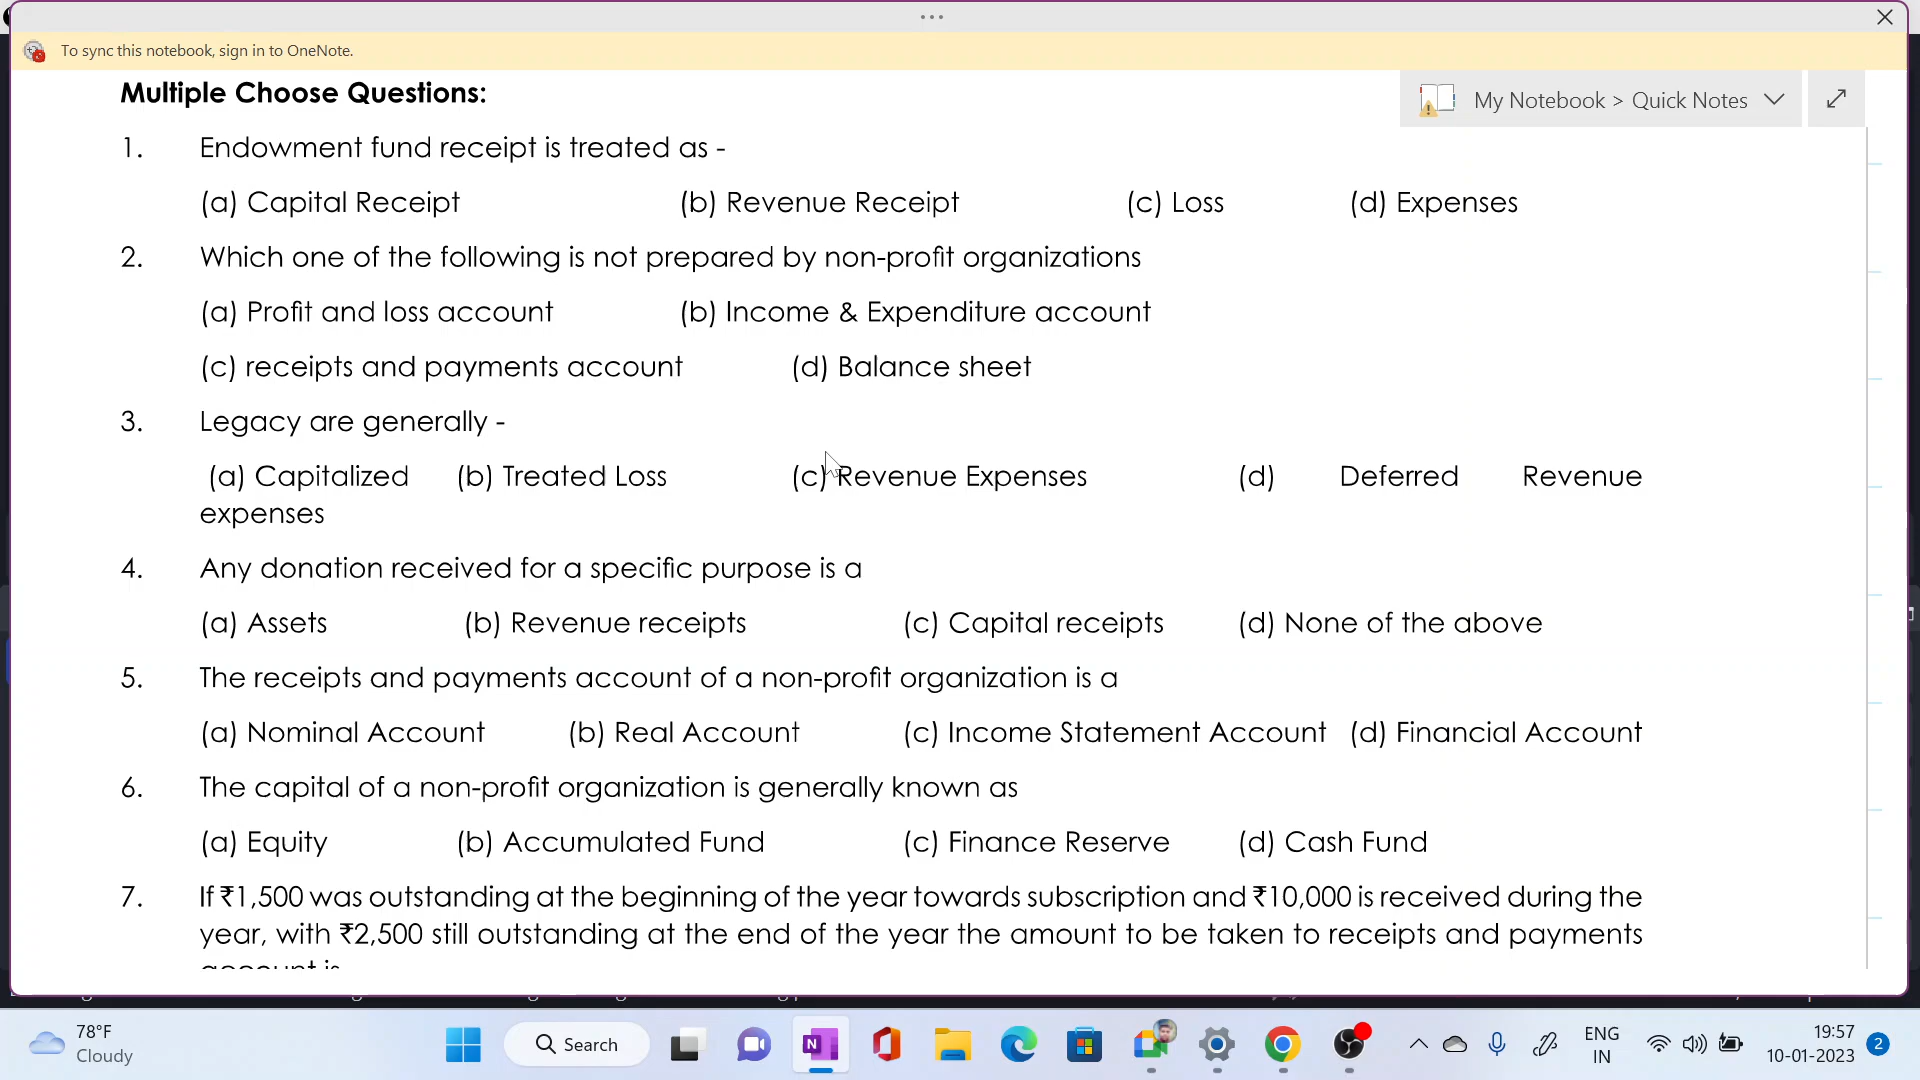 To sync this notebook, sign in to OneNote.
Multiple Choose Questions:
My Notebook > Quick Notes
1. Endowment fund receipt is treated as -
(a) Capital Receipt (b) Revenue Receipt (c) Loss (d) Expenses
2. Which one of the following is not prepared by non-profit organizations
(a) Profit and loss account (b) Income & Expenditure account
(c) receipts and payments account (d) Balance sheet
3. Legacy are generally -
(a) Capitalized (b) Treated Loss (c) Revenue Expenses (d) Deferred Revenue
expenses
4. Any donation received for a specific purpose is a
(a) Assets (b) Revenue receipts (c) Capital receipts (d) None of the above
5. The receipts and payments account of a non-profit organization is a
(a) Nominal Account (b) Real Account (c) Income Statement Account (d) Financial Account
6. The capital of a non-profit organization is generally known as
(a) Equity (b) Accumulated Fund (c) Finance Reserve (d) Cash Fund
7. If ₹1,500 was outstanding at the beginning of the year towards subscription and ₹10,000 is received during the
year, with ₹2,500 still outstanding at the end of the year the amount to be taken to receipts and payments
account is
78°F
Cloudy
Search
ENG
IN
19:57
10-01-2023
2